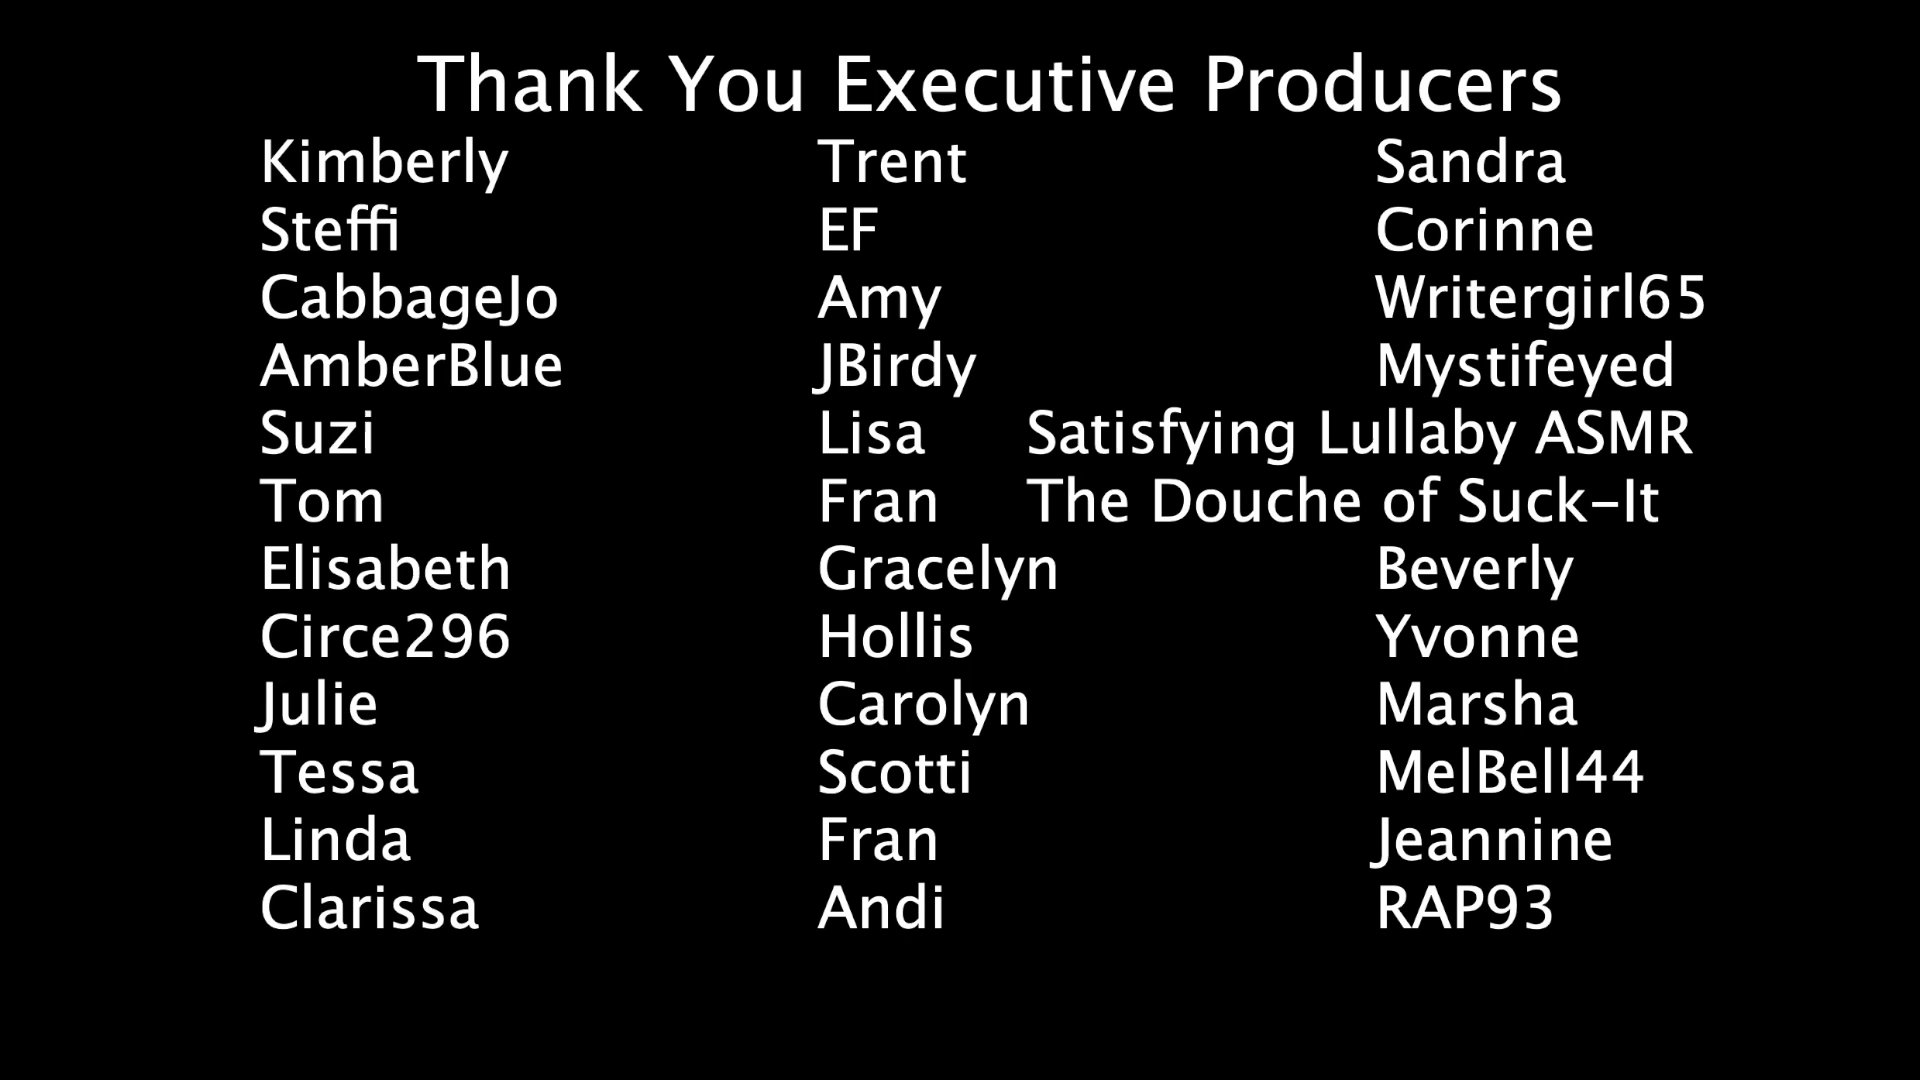 Thank You Executive Producers
Kimberly Trent Sandra
Steffi EF Corinne
CabbageJo Amy Writergirl65
AmberBlue JBirdy Mystifeyed
Suzi Lisa Satisfying Lullaby ASMR
Tom Fran The Douche of Suck-It
Elisabeth Gracelyn Beverly
Circe296 Hollis Yvonne
Julie Carolyn Marsha
Tessa Scotti MelBell44
Linda Fran Jeannine
Clarissa Andi RAP93